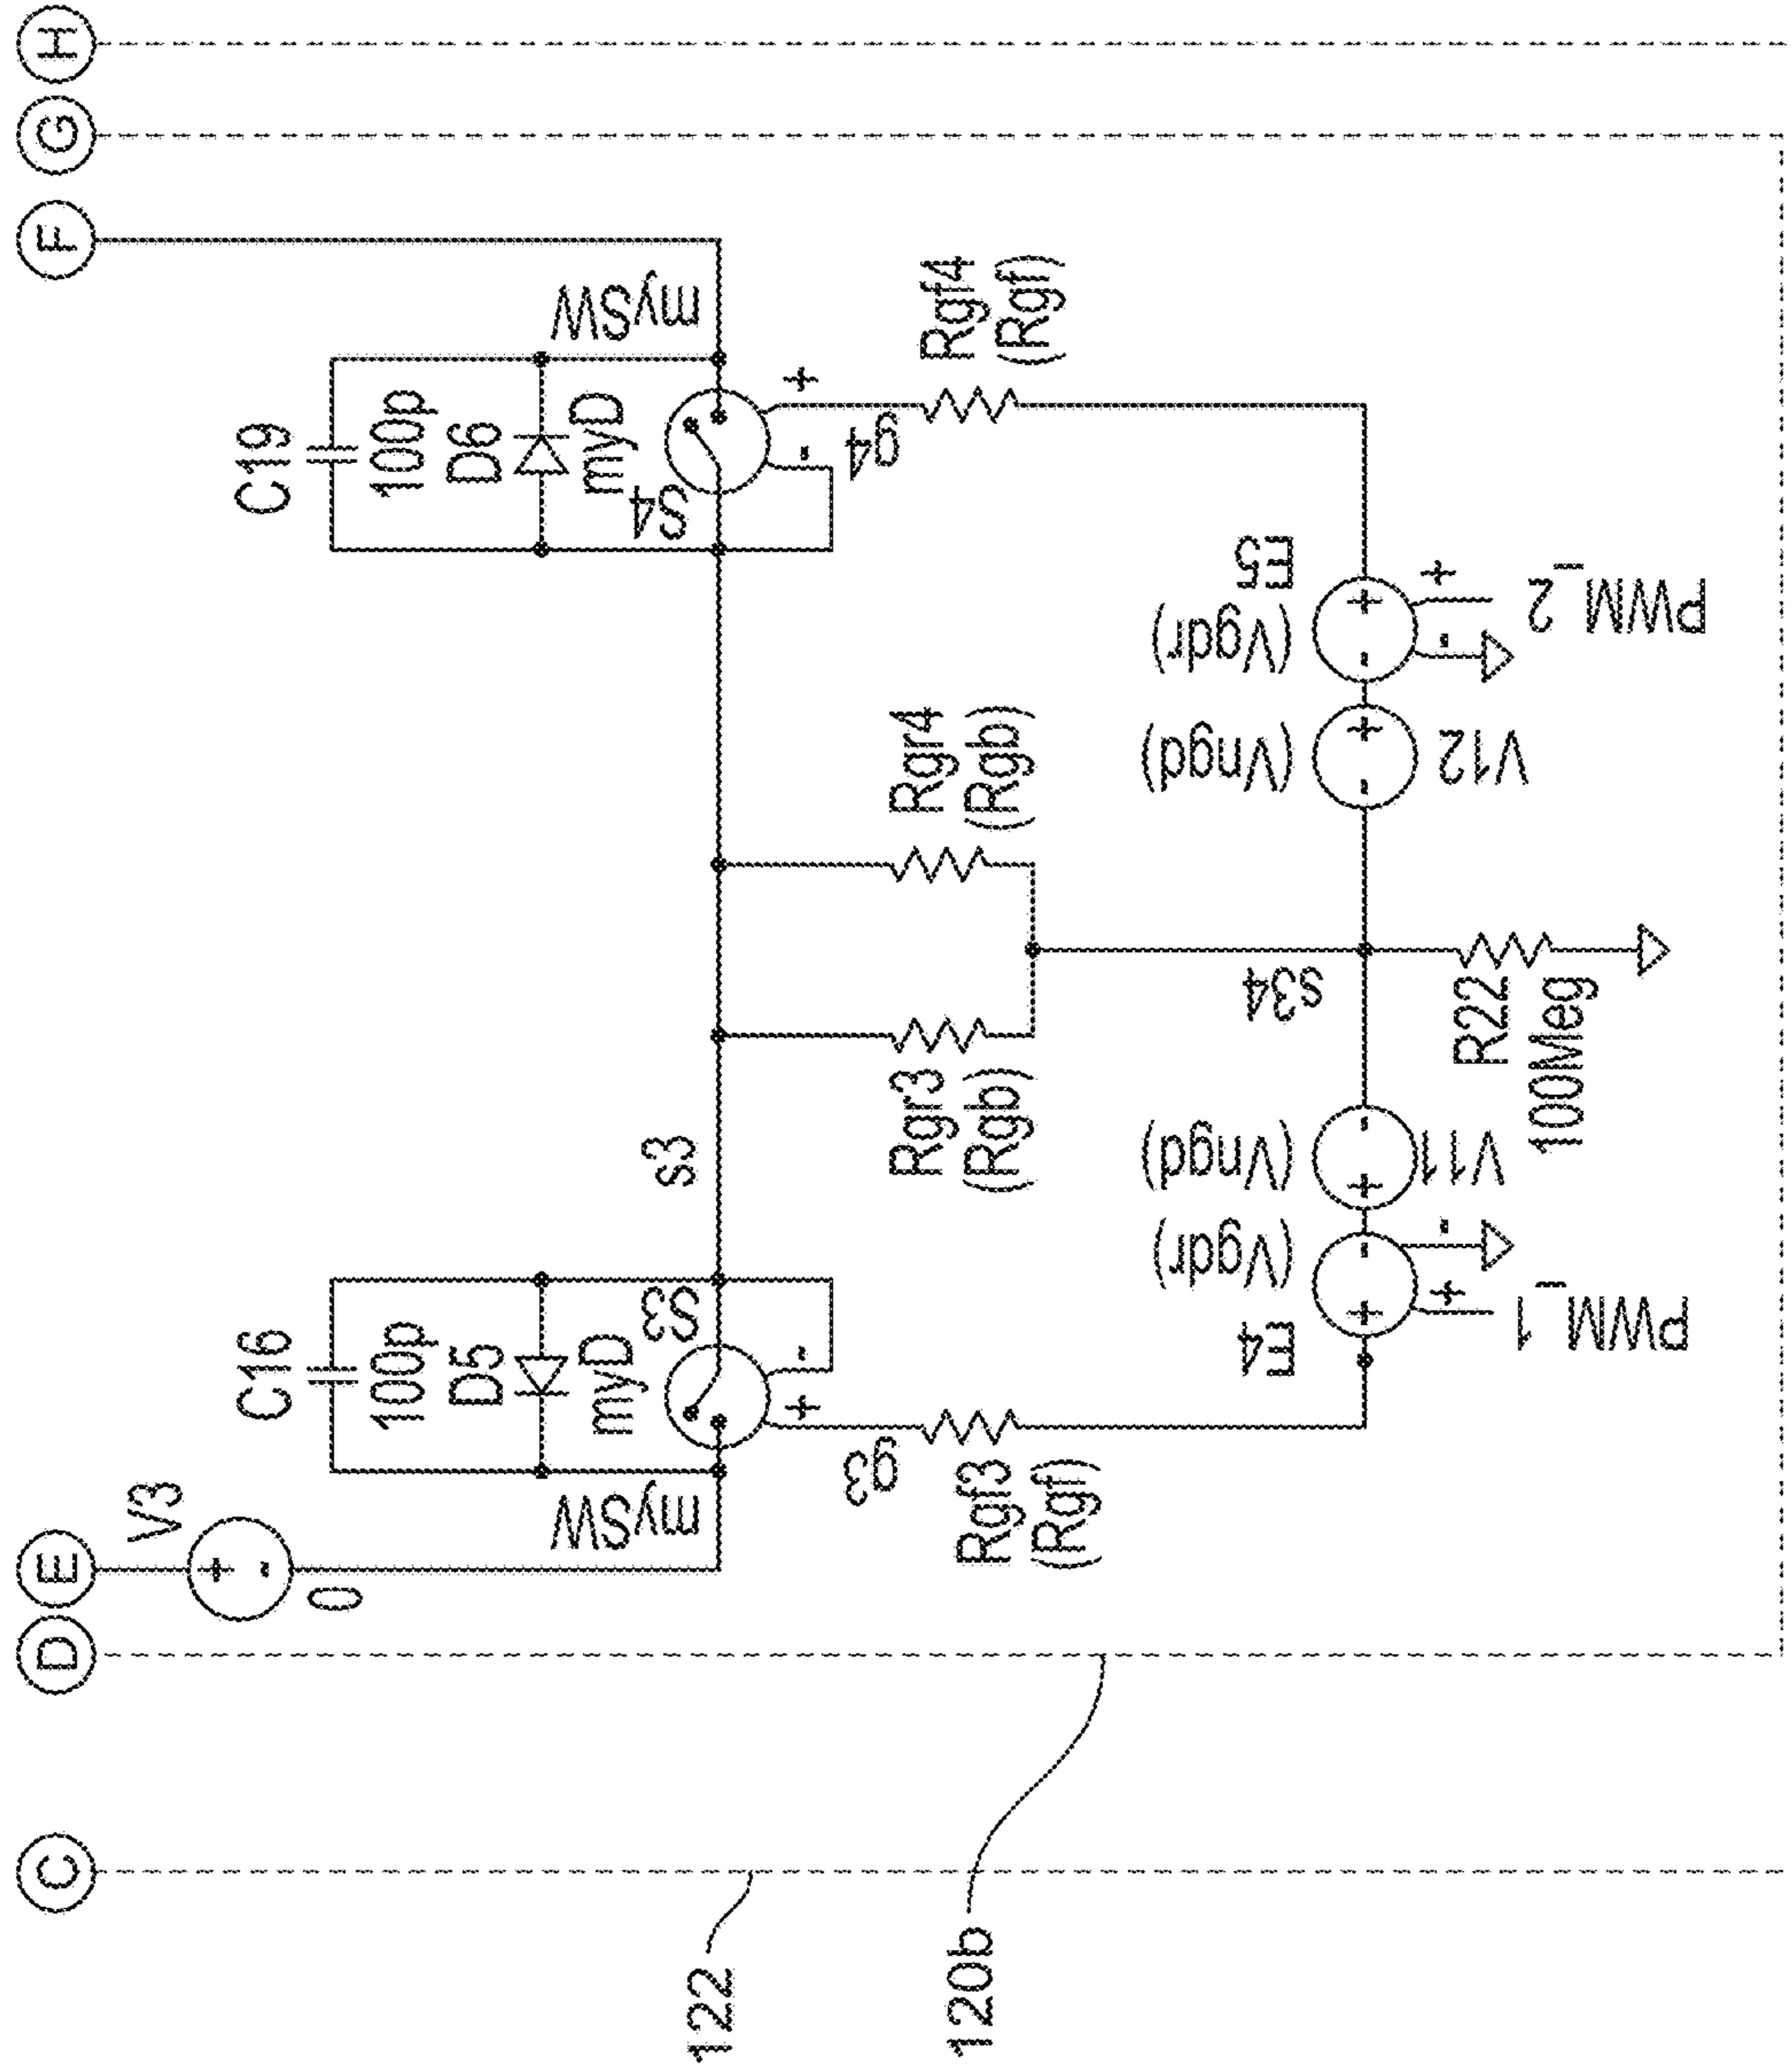 H
G
F
E
D
C
V3
0
mySW
C19
100p
D6
myD
S4
mySW
g4
Rgf4
(Rgf)
Rgr4
(Rgb)
E5
(Vgdr)
PWM_2
(Vngd)
V12
s34
R22
100Meg
s3
Rgr3
(Rgb)
(Vngd)
V11
(Vgdr)
E4
PWM_1
C16
100p
D5
myD
S3
g3
Rgf3
(Rgf)
122
120b